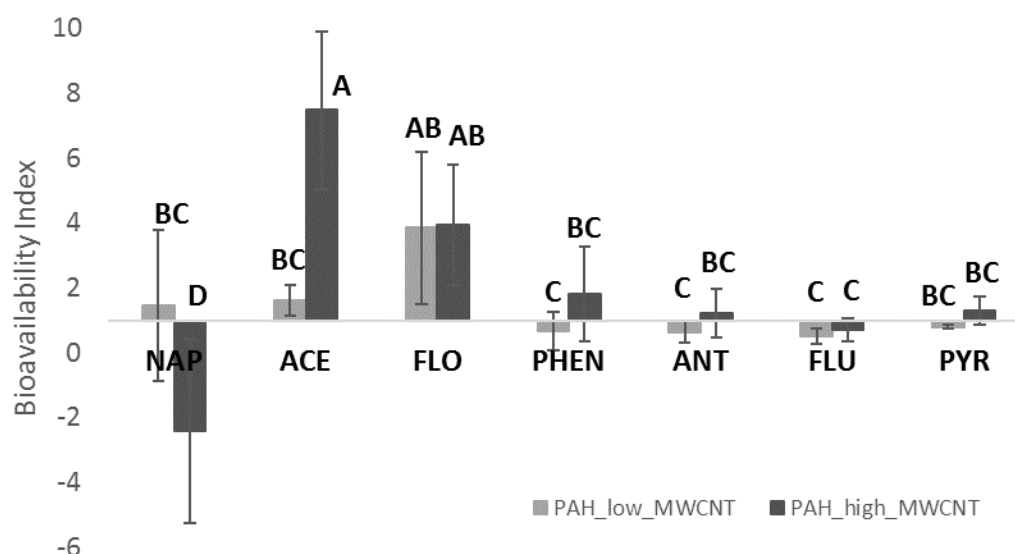 10
8
6
4
2
0
-2
-4
-6
Bioavailability Index
BC
D
BC
A
AB
AB
C
BC
C
BC
C
C
BC
BC
NAP
ACE
FLO
PHEN
ANT
FLU
PYR
PAH_low_MWCNT
PAH_high_MWCNT